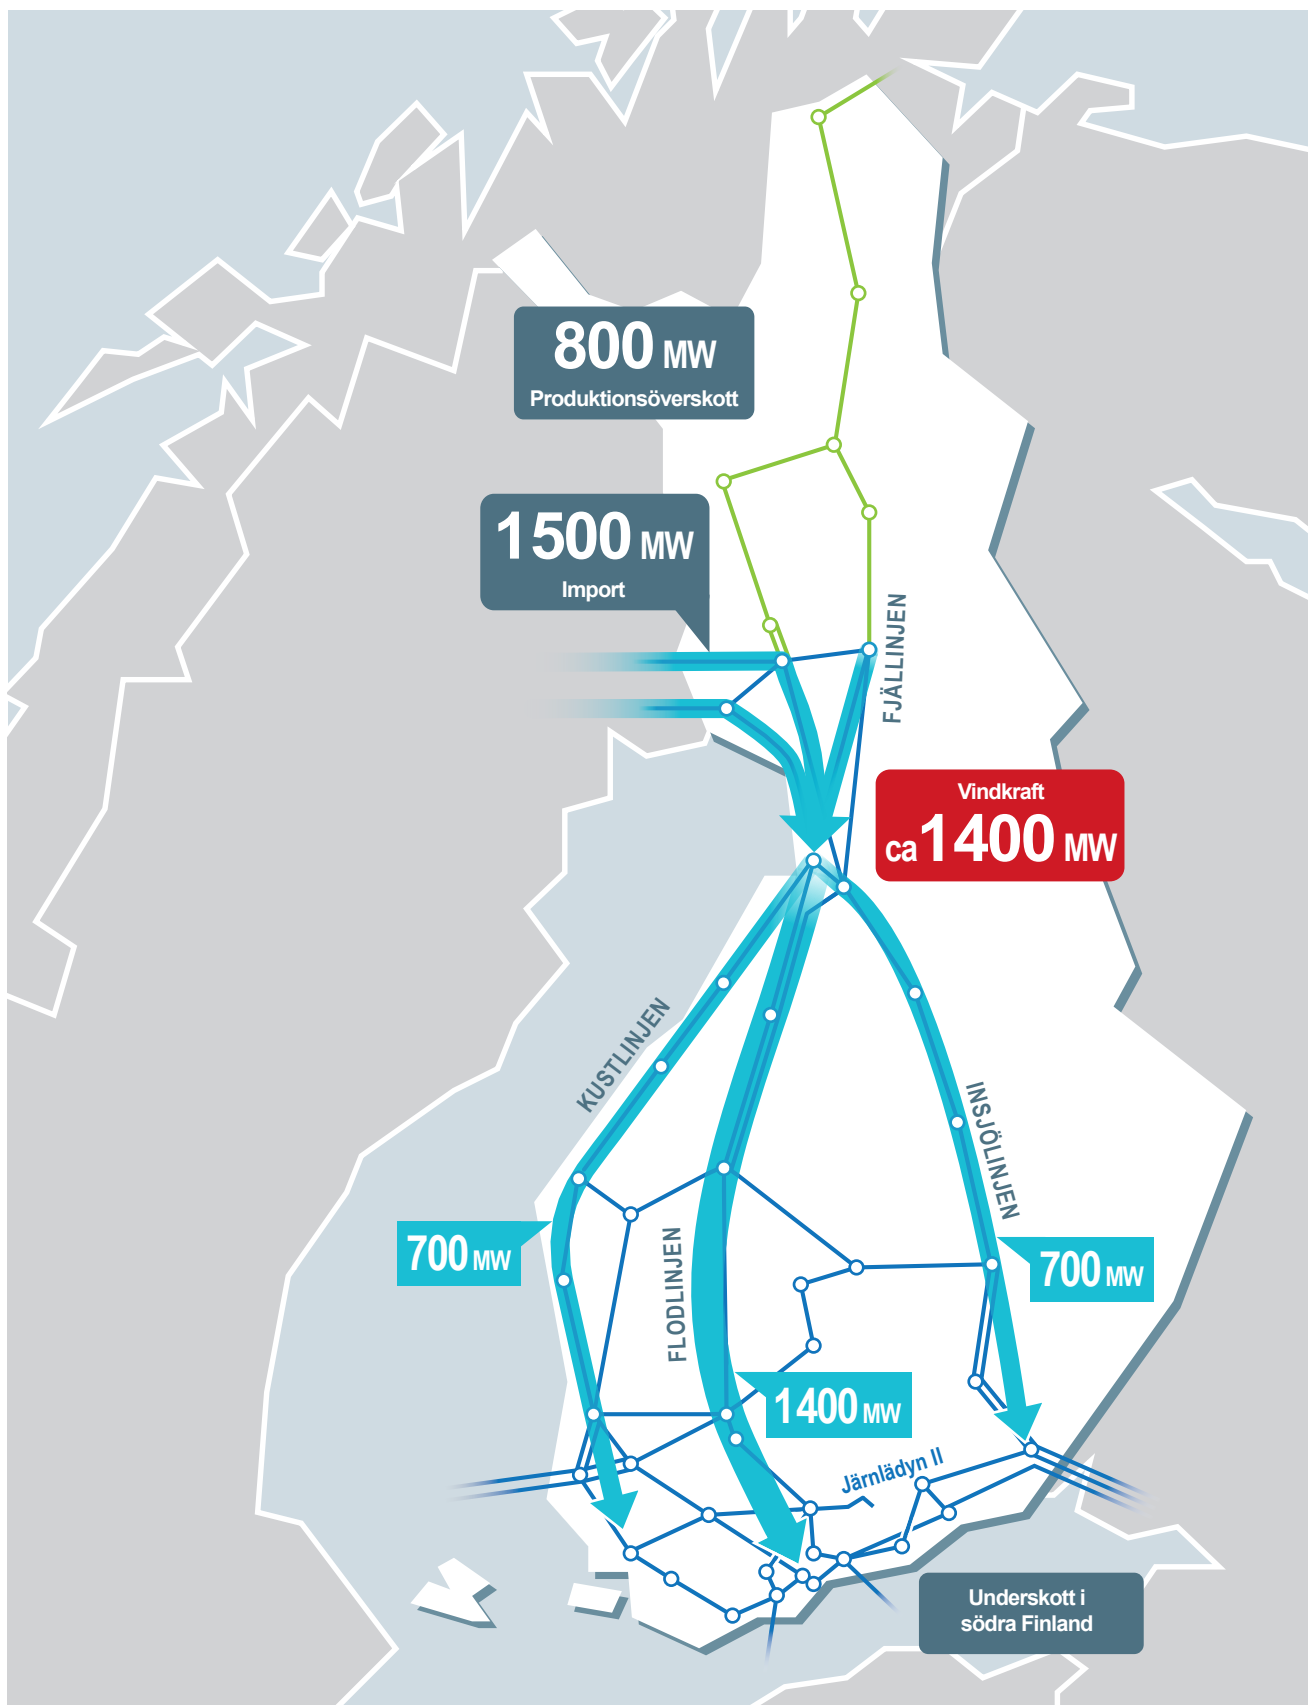 800 MW
Produktionsöverskott
1500 MW
Import
FJÄLLINJEN
Vindkraft
ca 1400 MW
KUSTLINJEN
INSJÖLINJEN
700 MW
FLODLINJEN
700 MW
1400 MW
Järnlädyn II
Underskott i
södra Finland